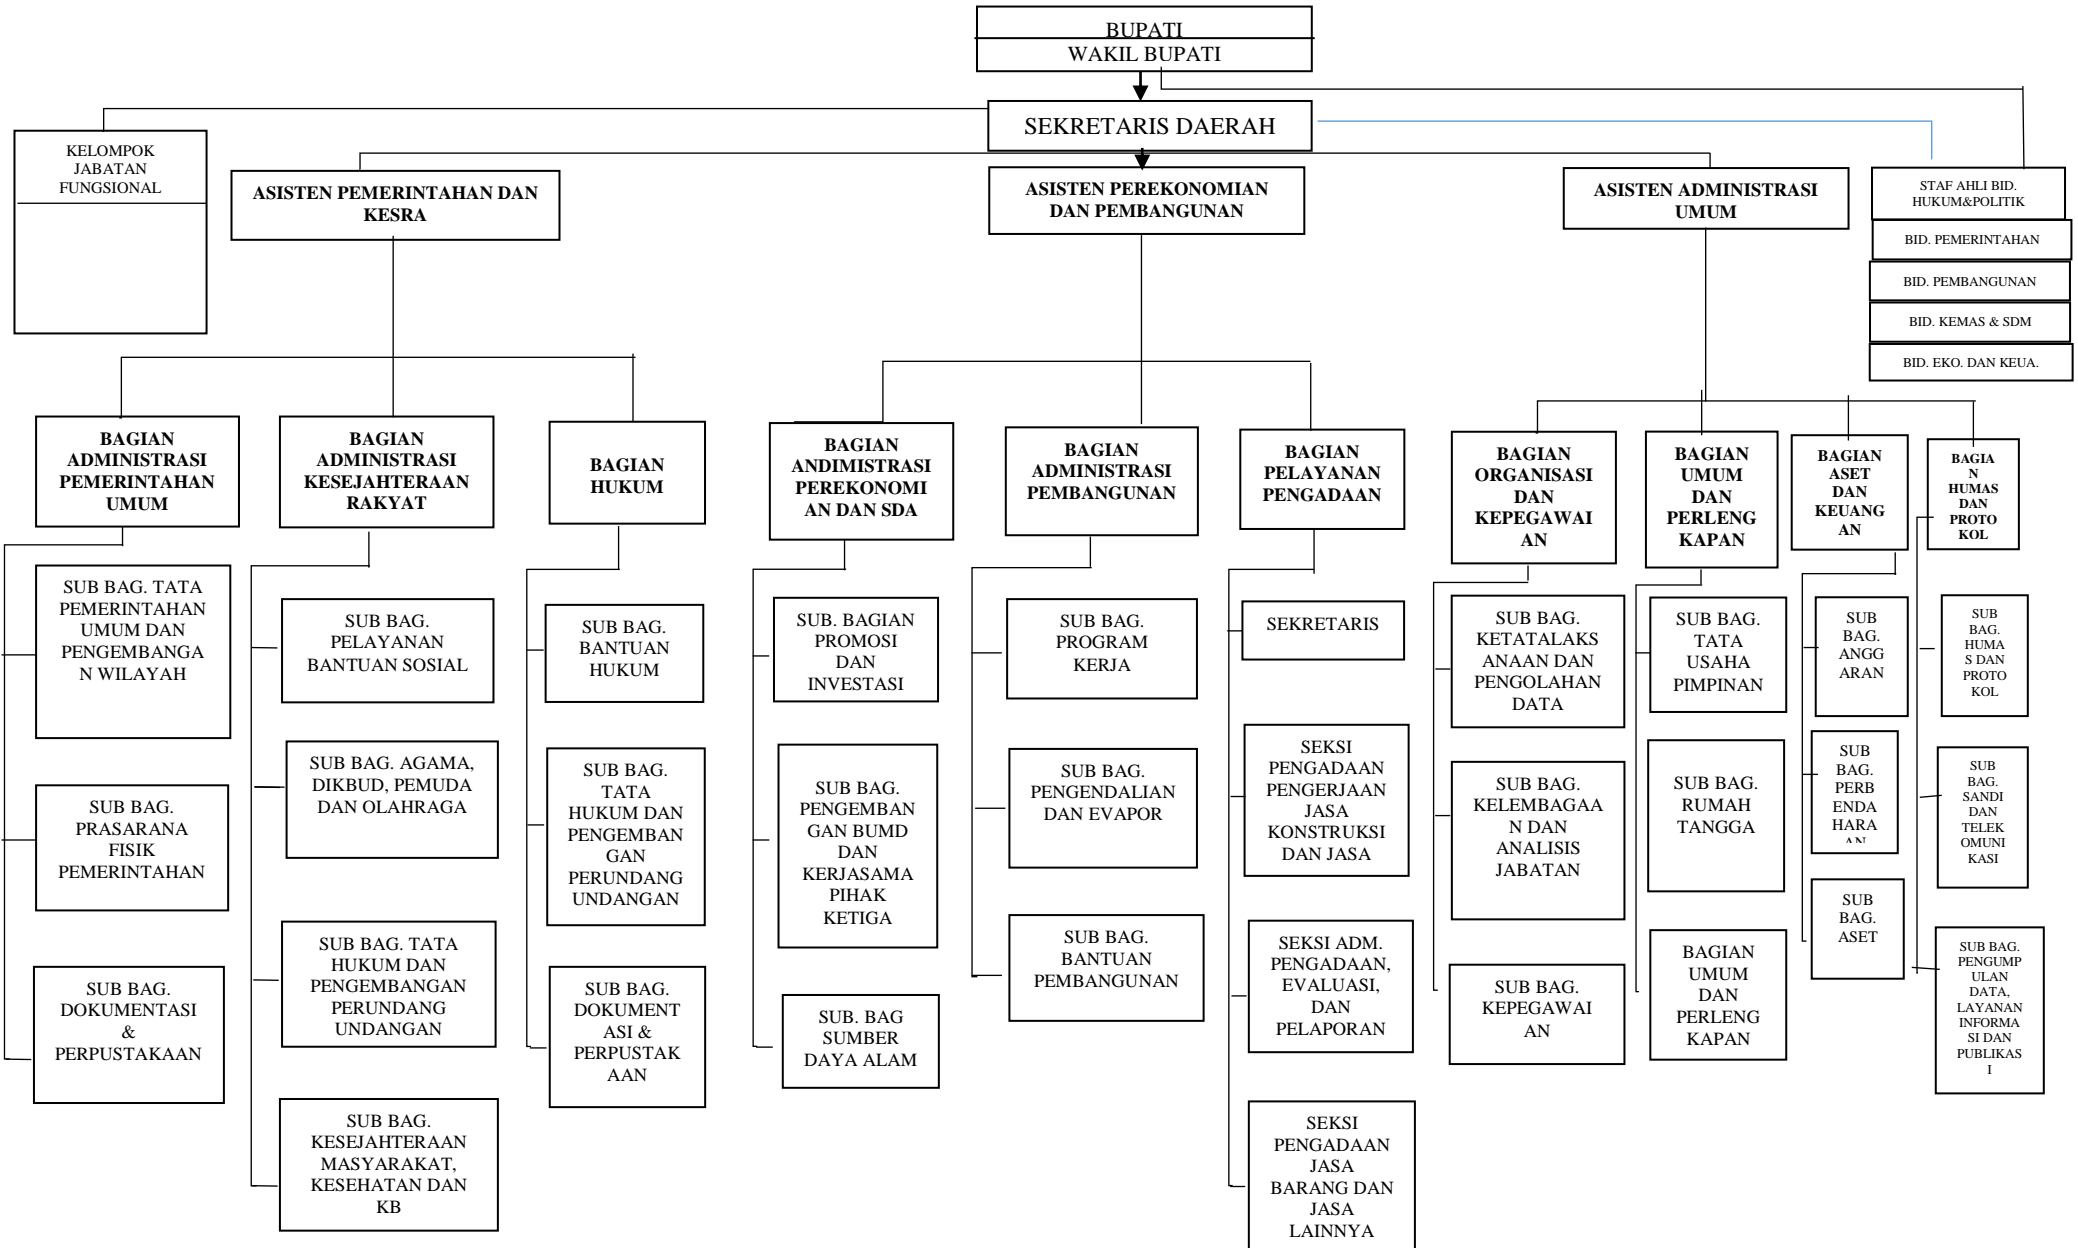 BUPATI
WAKIL BUPATI
SEKRETARIS DAERAH
KELOMPOK
JABATAN
FUNGSIONAL
ASISTEN PEMERINTAHAN DAN
KESRA
ASISTEN PEREKONOMIAN
DAN PEMBANGUNAN
ASISTEN ADMINISTRASI
UMUM
STAF AHLI BID.
HUKUM&POLITIK
BID. PEMERINTAHAN
BID. PEMBANGUNAN
BID. KEMAS & SDM
BID. EKO. DAN KEUA.
BAGIAN
ADMINISTRASI
PEMERINTAHAN
UMUM
BAGIAN
ADMINISTRASI
KESEJAHTERAAN
RAKYAT
BAGIAN
HUKUM
BAGIAN
ANDIMISTRASI
PEREKONOMI
AN DAN SDA
BAGIAN
ADMINISTRASI
PEMBANGUNAN
BAGIAN
PELAYANAN
PENGADAAN
BAGIAN
ORGANISASI
DAN
KEPEGAWAI
AN
BAGIAN
UMUM
DAN
PERLENG
KAPAN
BAGIAN
ASET
DAN
KEUANG
AN
BAGIA
N
HUMAS
DAN
PROTO
KOL
SUB BAG. TATA
PEMERINTAHAN
UMUM DAN
PENGEMBANGA
N WILAYAH
SUB BAG.
PRASARANA
FISIK
PEMERINTAHAN
SUB BAG.
DOKUMENTASI
&
PERPUSTAKAAN
SUB BAG.
PELAYANAN
BANTUAN SOSIAL
SUB BAG. AGAMA,
DIKBUD, PEMUDA
DAN OLAHRAGA
SUB BAG. TATA
HUKUM DAN
PENGEMBANGAN
PERUNDANG
UNDANGAN
SUB BAG.
KESEJAHTERAAN
MASYARAKAT,
KESEHATAN DAN
KB
SUB BAG.
BANTUAN
HUKUM
SUB BAG.
TATA
HUKUM DAN
PENGEMBAN
GAN
PERUNDANG
UNDANGAN
SUB BAG.
DOKUMENT
ASI &
PERPUSTAK
AAN
SUB. BAGIAN
PROMOSI
DAN
INVESTASI
SUB BAG.
PENGEMBAN
GAN BUMD
DAN
KERJASAMA
PIHAK
KETIGA
SUB. BAG
SUMBER
DAYA ALAM
SUB BAG.
PROGRAM
KERJA
SUB BAG.
PENGENDALIAN
DAN EVAPOR
SUB BAG.
BANTUAN
PEMBANGUNAN
SEKRETARIS
SEKSI
PENGADAAN
PENGERJAAN
JASA
KONSTRUKSI
DAN JASA
SEKSI ADM.
PENGADAAN,
EVALUASI,
DAN
PELAPORAN
SEKSI
PENGADAAN
JASA
BARANG DAN
JASA
LAINNYA
SUB BAG.
KETATALAKS
ANAAN DAN
PENGOLAHAN
DATA
SUB BAG.
KELEMBAGAA
N DAN
ANALISIS
JABATAN
SUB BAG.
KEPEGAWAI
AN
SUB BAG.
TATA
USAHA
PIMPINAN
SUB BAG.
RUMAH
TANGGA
BAGIAN
UMUM
DAN
PERLENG
KAPAN
SUB
BAG.
ANGG
ARAN
SUB
BAG.
PERB
ENDA
HARA
AN
SUB
BAG.
ASET
SUB
BAG.
HUMA
S DAN
PROTO
KOL
SUB
BAG.
SANDI
DAN
TELEK
OMUNI
KASI
SUB BAG.
PENGUMP
ULAN
DATA,
LAYANAN
INFORMA
SI DAN
PUBLIKAS
I